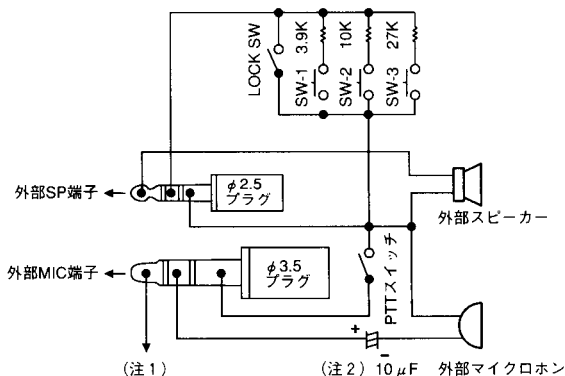 LOCK SW
3.9K
SW-1
10K
SW-2
27K
SW-3
外部SP端子
φ2.5
プラグ
外部スピーカー
外部MIC端子
φ3.5
プラグ
PTTスイッチ
+
−
(注1)
(注2) 10μF
外部マイクロホン